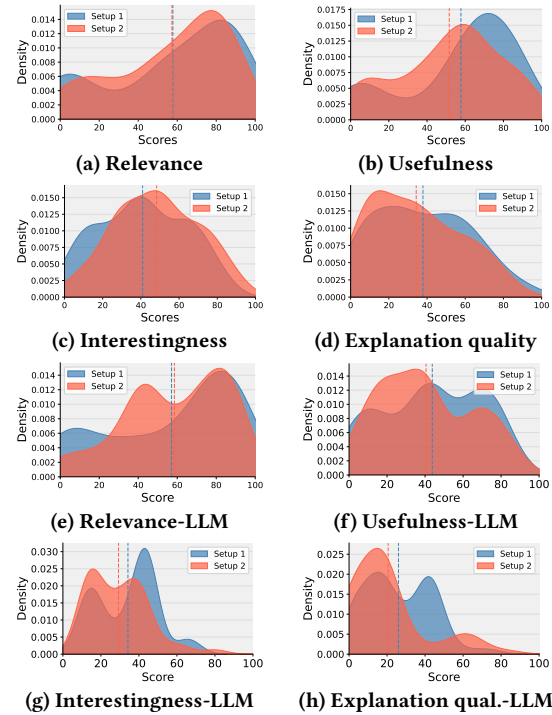 0.014
0.012
0.010
0.008
0.006
0.004
0.002
0.000
Density
Setup 1
Setup 2
0 20 40 60 80 100
Scores
(a) Relevance
0.0175
0.0150
0.0125
0.0100
0.0075
0.0050
0.0025
0.0000
Density
Setup 1
Setup 2
0 20 40 60 80 100
Scores
(b) Usefulness
0.0150
0.0125
0.0100
0.0075
0.0050
0.0025
0.0000
Density
Setup 1
Setup 2
0 20 40 60 80 100
Scores
(c) Interestingness
0.0150
0.0125
0.0100
0.0075
0.0050
0.0025
0.0000
Density
Setup 1
Setup 2
0 20 40 60 80 100
Scores
(d) Explanation quality
0.014
0.012
0.010
0.008
0.006
0.004
0.002
0.000
Density
Setup 1
Setup 2
0 20 40 60 80 100
Score
(e) Relevance-LLM
0.014
0.012
0.010
0.008
0.006
0.004
0.002
0.000
Density
Setup 1
Setup 2
0 20 40 60 80 100
Score
(f) Usefulness-LLM
0.030
0.025
0.020
0.015
0.010
0.005
0.000
Density
Setup 1
Setup 2
0 20 40 60 80 100
Score
(g) Interestingness-LLM
0.025
0.020
0.015
0.010
0.005
0.000
Density
Setup 1
Setup 2
0 20 40 60 80 100
Score
(h) Explanation qual.-LLM